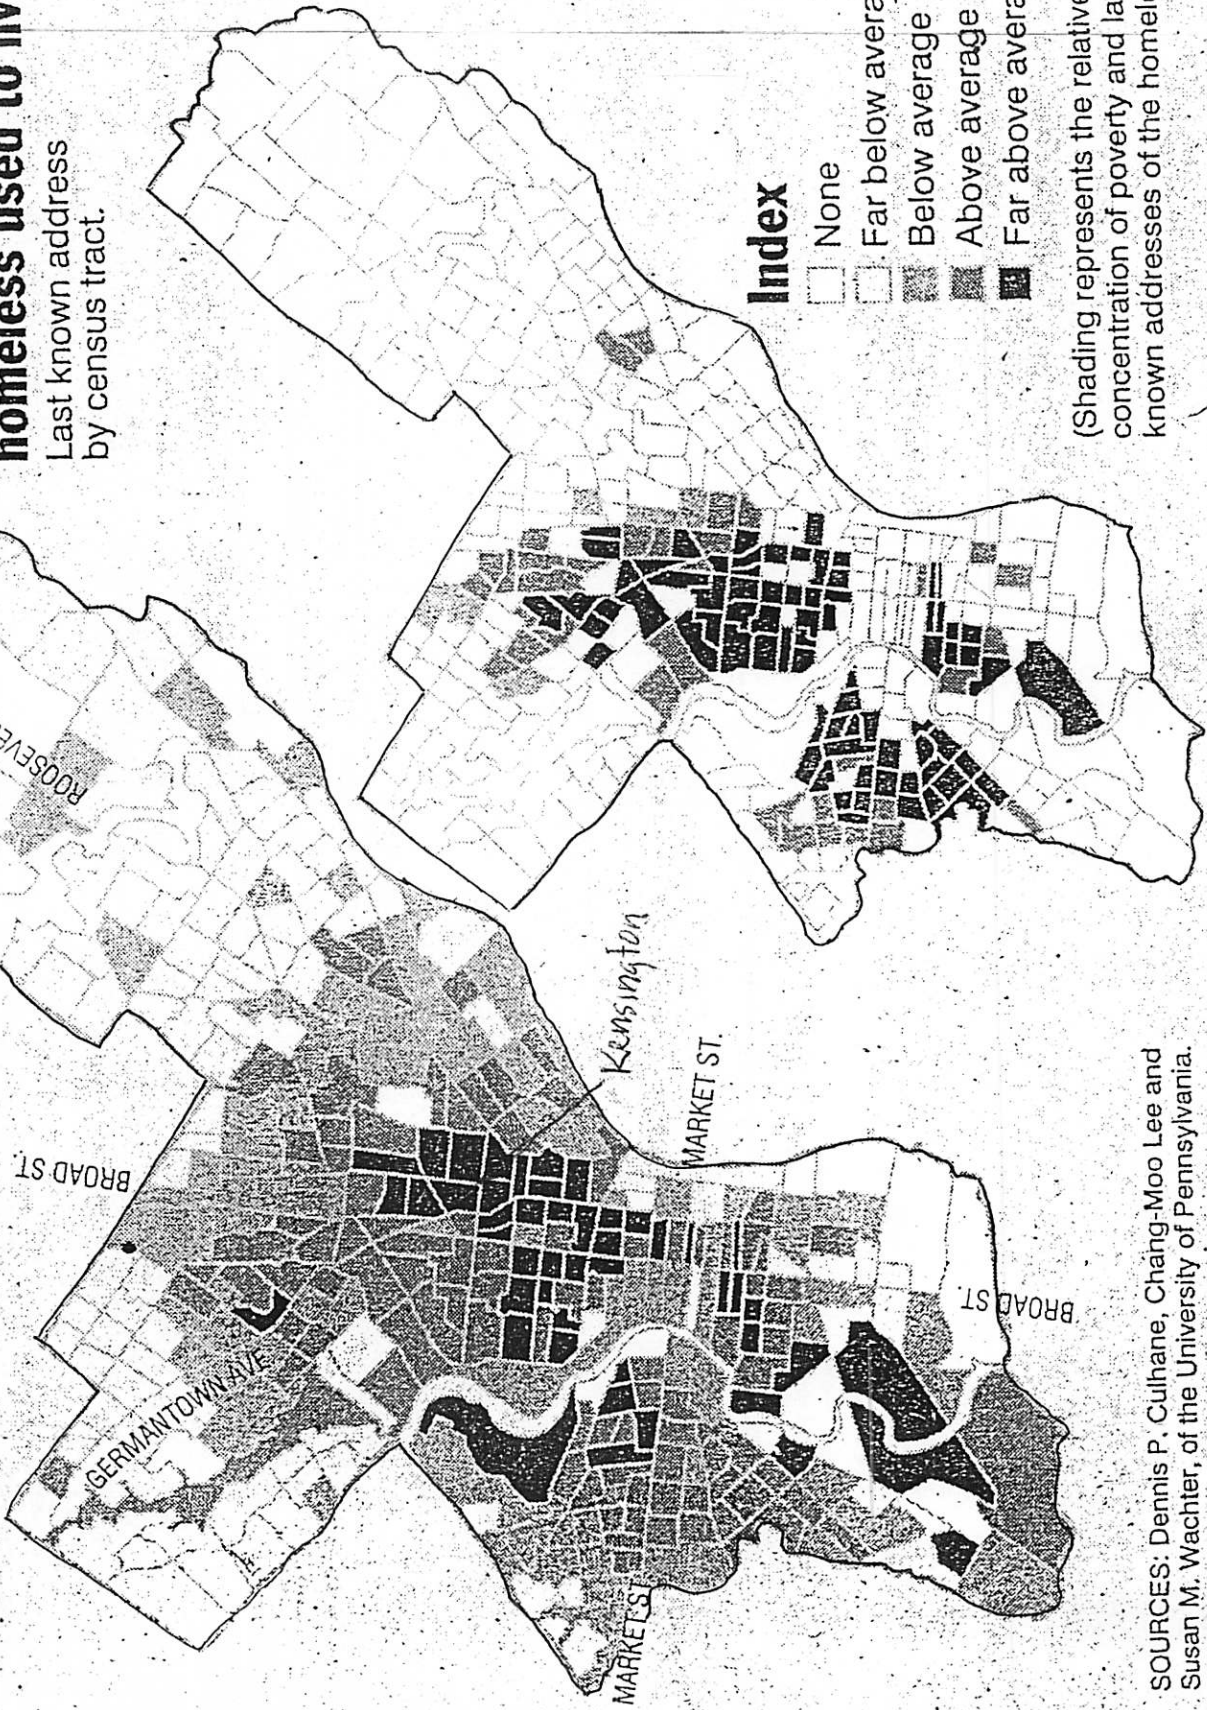 homeless used to liv
Last known address
by census tract.
ROOSEVE
BROAD ST.
GERMANTOWN AVE
Kensington
MARKET ST.
MARKET ST
BROAD ST.
Index
None
Far below avera
Below average
Above average
Far above avera
(Shading represents the relative
concentration of poverty and la
known addresses of the homele
SOURCES: Dennis P. Culhane, Chang-Moo Lee and
Susan M. Wachter, of the University of Pennsylvania.